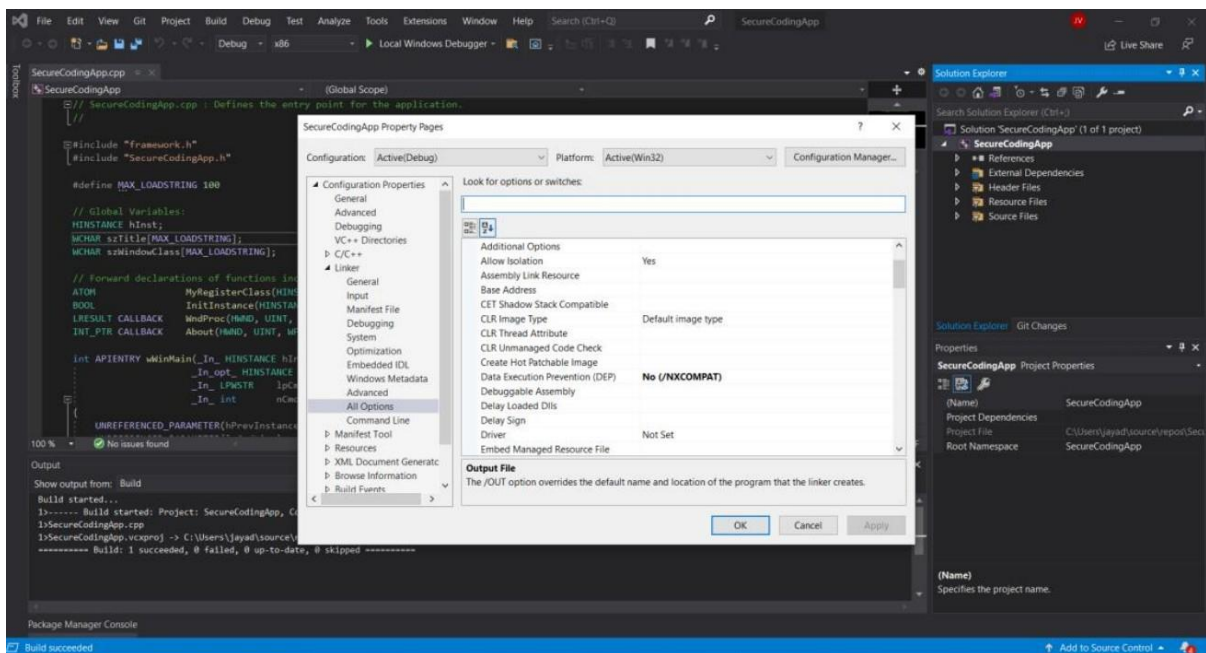 File Edit View Git Project Build Debug Test Analyze Tools Extensions Window Help Search (Ctrl+Q) SecureCodingApp JV
Debug x86 Local Windows Debugger Live Share
Toolbox
SecureCodingApp.cpp
SecureCodingApp (Global Scope)
// SecureCodingApp.cpp : Defines the entry point for the application.
//
#include "framework.h"
#include "SecureCodingApp.h"
#define MAX_LOADSTRING 100
// Global Variables:
HINSTANCE hInst;
WCHAR szTitle[MAX_LOADSTRING];
WCHAR szWindowClass[MAX_LOADSTRING];
// Forward declarations of functions inc
ATOM MyRegisterClass(HINS
BOOL InitInstance(HINSTAN
LRESULT CALLBACK WndProc(HWND, UINT,
INT_PTR CALLBACK About(HWND, UINT, WP
int APIENTRY wWinMain(_In_ HINSTANCE hIn
_In_opt_ HINSTANCE
_In_ LPWSTR lpCm
_In_ int nCmd
{
UNREFERENCED_PARAMETER(hPrevInstance
100 % No issues found
Output
Show output from: Build
Build started...
1>------ Build started: Project: SecureCodingApp, Co
1>SecureCodingApp.cpp
1>SecureCodingApp.vcxproj -> C:\Users\jayad\source\r
========== Build: 1 succeeded, 0 failed, 0 up-to-date, 0 skipped ==========
Package Manager Console
Build succeeded
SecureCodingApp Property Pages ? ×
Configuration: Active(Debug) Platform: Active(Win32) Configuration Manager...
Configuration Properties
General
Advanced
Debugging
VC++ Directories
C/C++
Linker
General
Input
Manifest File
Debugging
System
Optimization
Embedded IDL
Windows Metadata
Advanced
All Options
Command Line
Manifest Tool
Resources
XML Document Generatc
Browse Information
Build Events
Look for options or switches:
Additional Options
Allow Isolation Yes
Assembly Link Resource
Base Address
CET Shadow Stack Compatible
CLR Image Type Default image type
CLR Thread Attribute
CLR Unmanaged Code Check
Create Hot Patchable Image
Data Execution Prevention (DEP) No (/NXCOMPAT)
Debuggable Assembly
Delay Loaded Dlls
Delay Sign
Driver Not Set
Embed Managed Resource File
Output File
The /OUT option overrides the default name and location of the program that the linker creates.
OK Cancel Apply
Solution Explorer
Search Solution Explorer (Ctrl+;)
Solution 'SecureCodingApp' (1 of 1 project)
SecureCodingApp
References
External Dependencies
Header Files
Resource Files
Source Files
Solution Explorer Git Changes
Properties
SecureCodingApp Project Properties
(Name) SecureCodingApp
Project Dependencies
Project File C:\Users\jayad\source\repos\Secu
Root Namespace SecureCodingApp
(Name)
Specifies the project name.
Add to Source Control